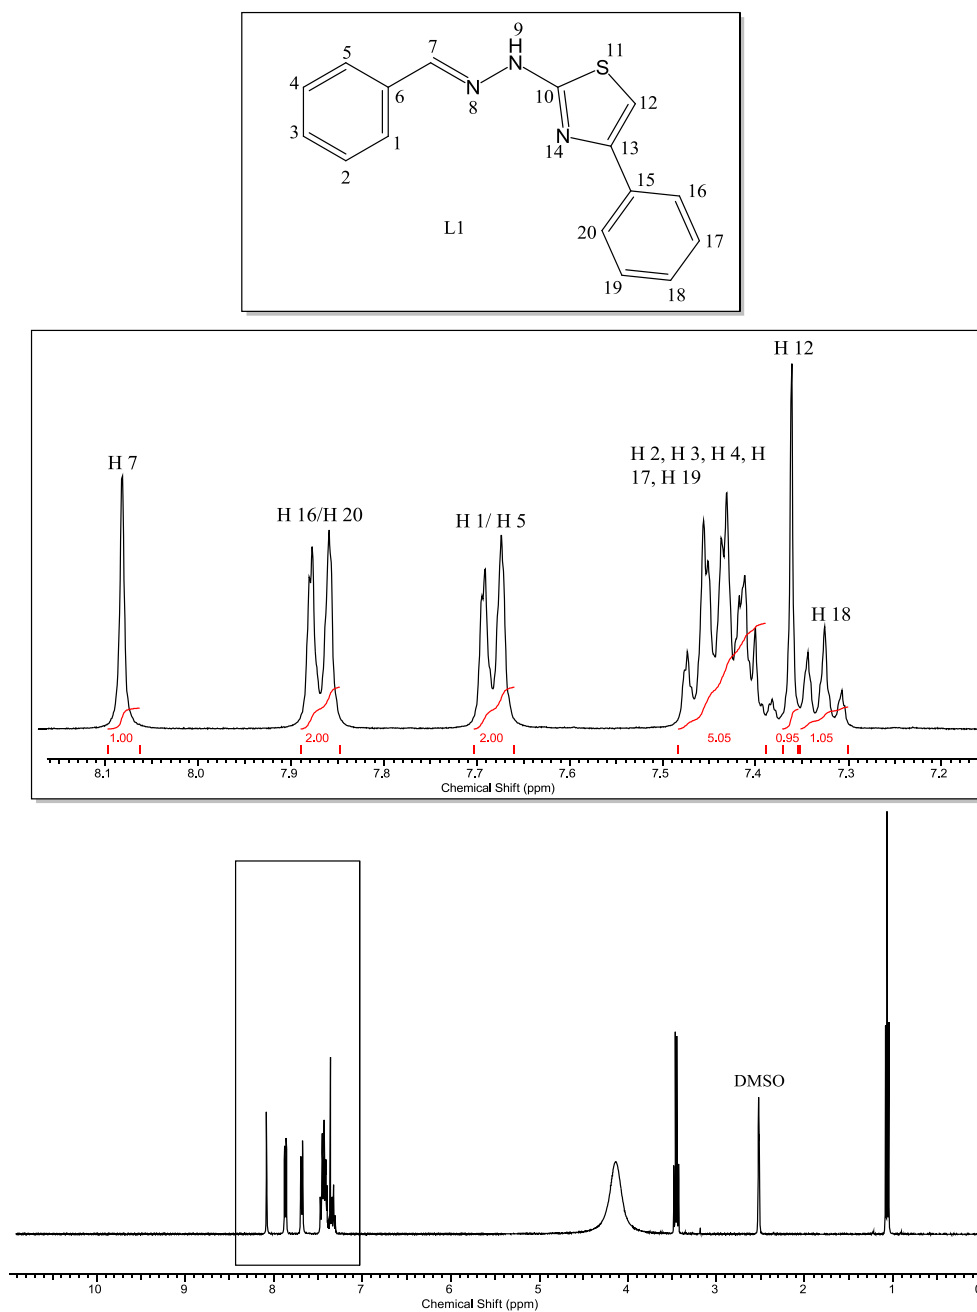 9
H
7
5
S
11
4
N
N
6
8
10
12
3
1
N
14
13
2
15
16
L1
20
17
19
18
H 12
H 7
H 2, H 3, H 4, H
17, H 19
H 16/H 20
H 1/ H 5
H 18
1.00
2.00
2.00
5.05
0.95
1.05
8.1 8.0 7.9 7.8 7.7 7.6 7.5 7.4 7.3 7.2
Chemical Shift (ppm)
DMSO
10 9 8 7 6 5 4 3 2 1 0
Chemical Shift (ppm)